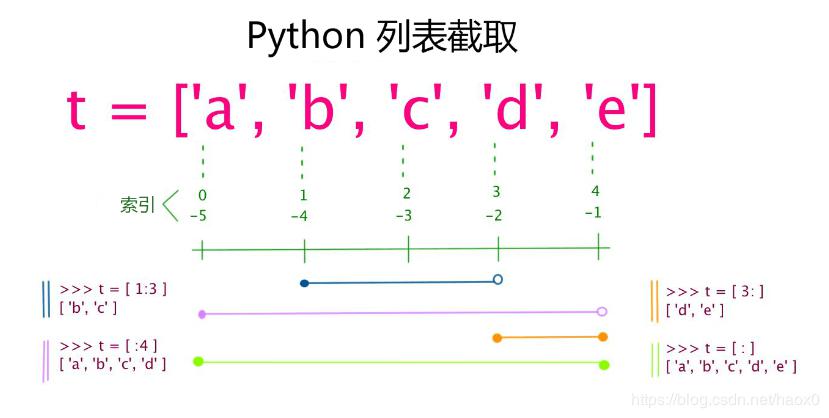 Python 列表截取
t = ['a', 'b', 'c', 'd', 'e']
索引
0 1 2 3 4
-5 -4 -3 -2 -1
>>> t = [ 1:3 ]
[ 'b', 'c' ]
>>> t = [ :4 ]
[ 'a', 'b', 'c', 'd' ]
>>> t = [ 3: ]
[ 'd', 'e' ]
>>> t = [ : ]
[ 'a', 'b', 'c', 'd', 'e' ]
https://blog.csdn.net/haox0